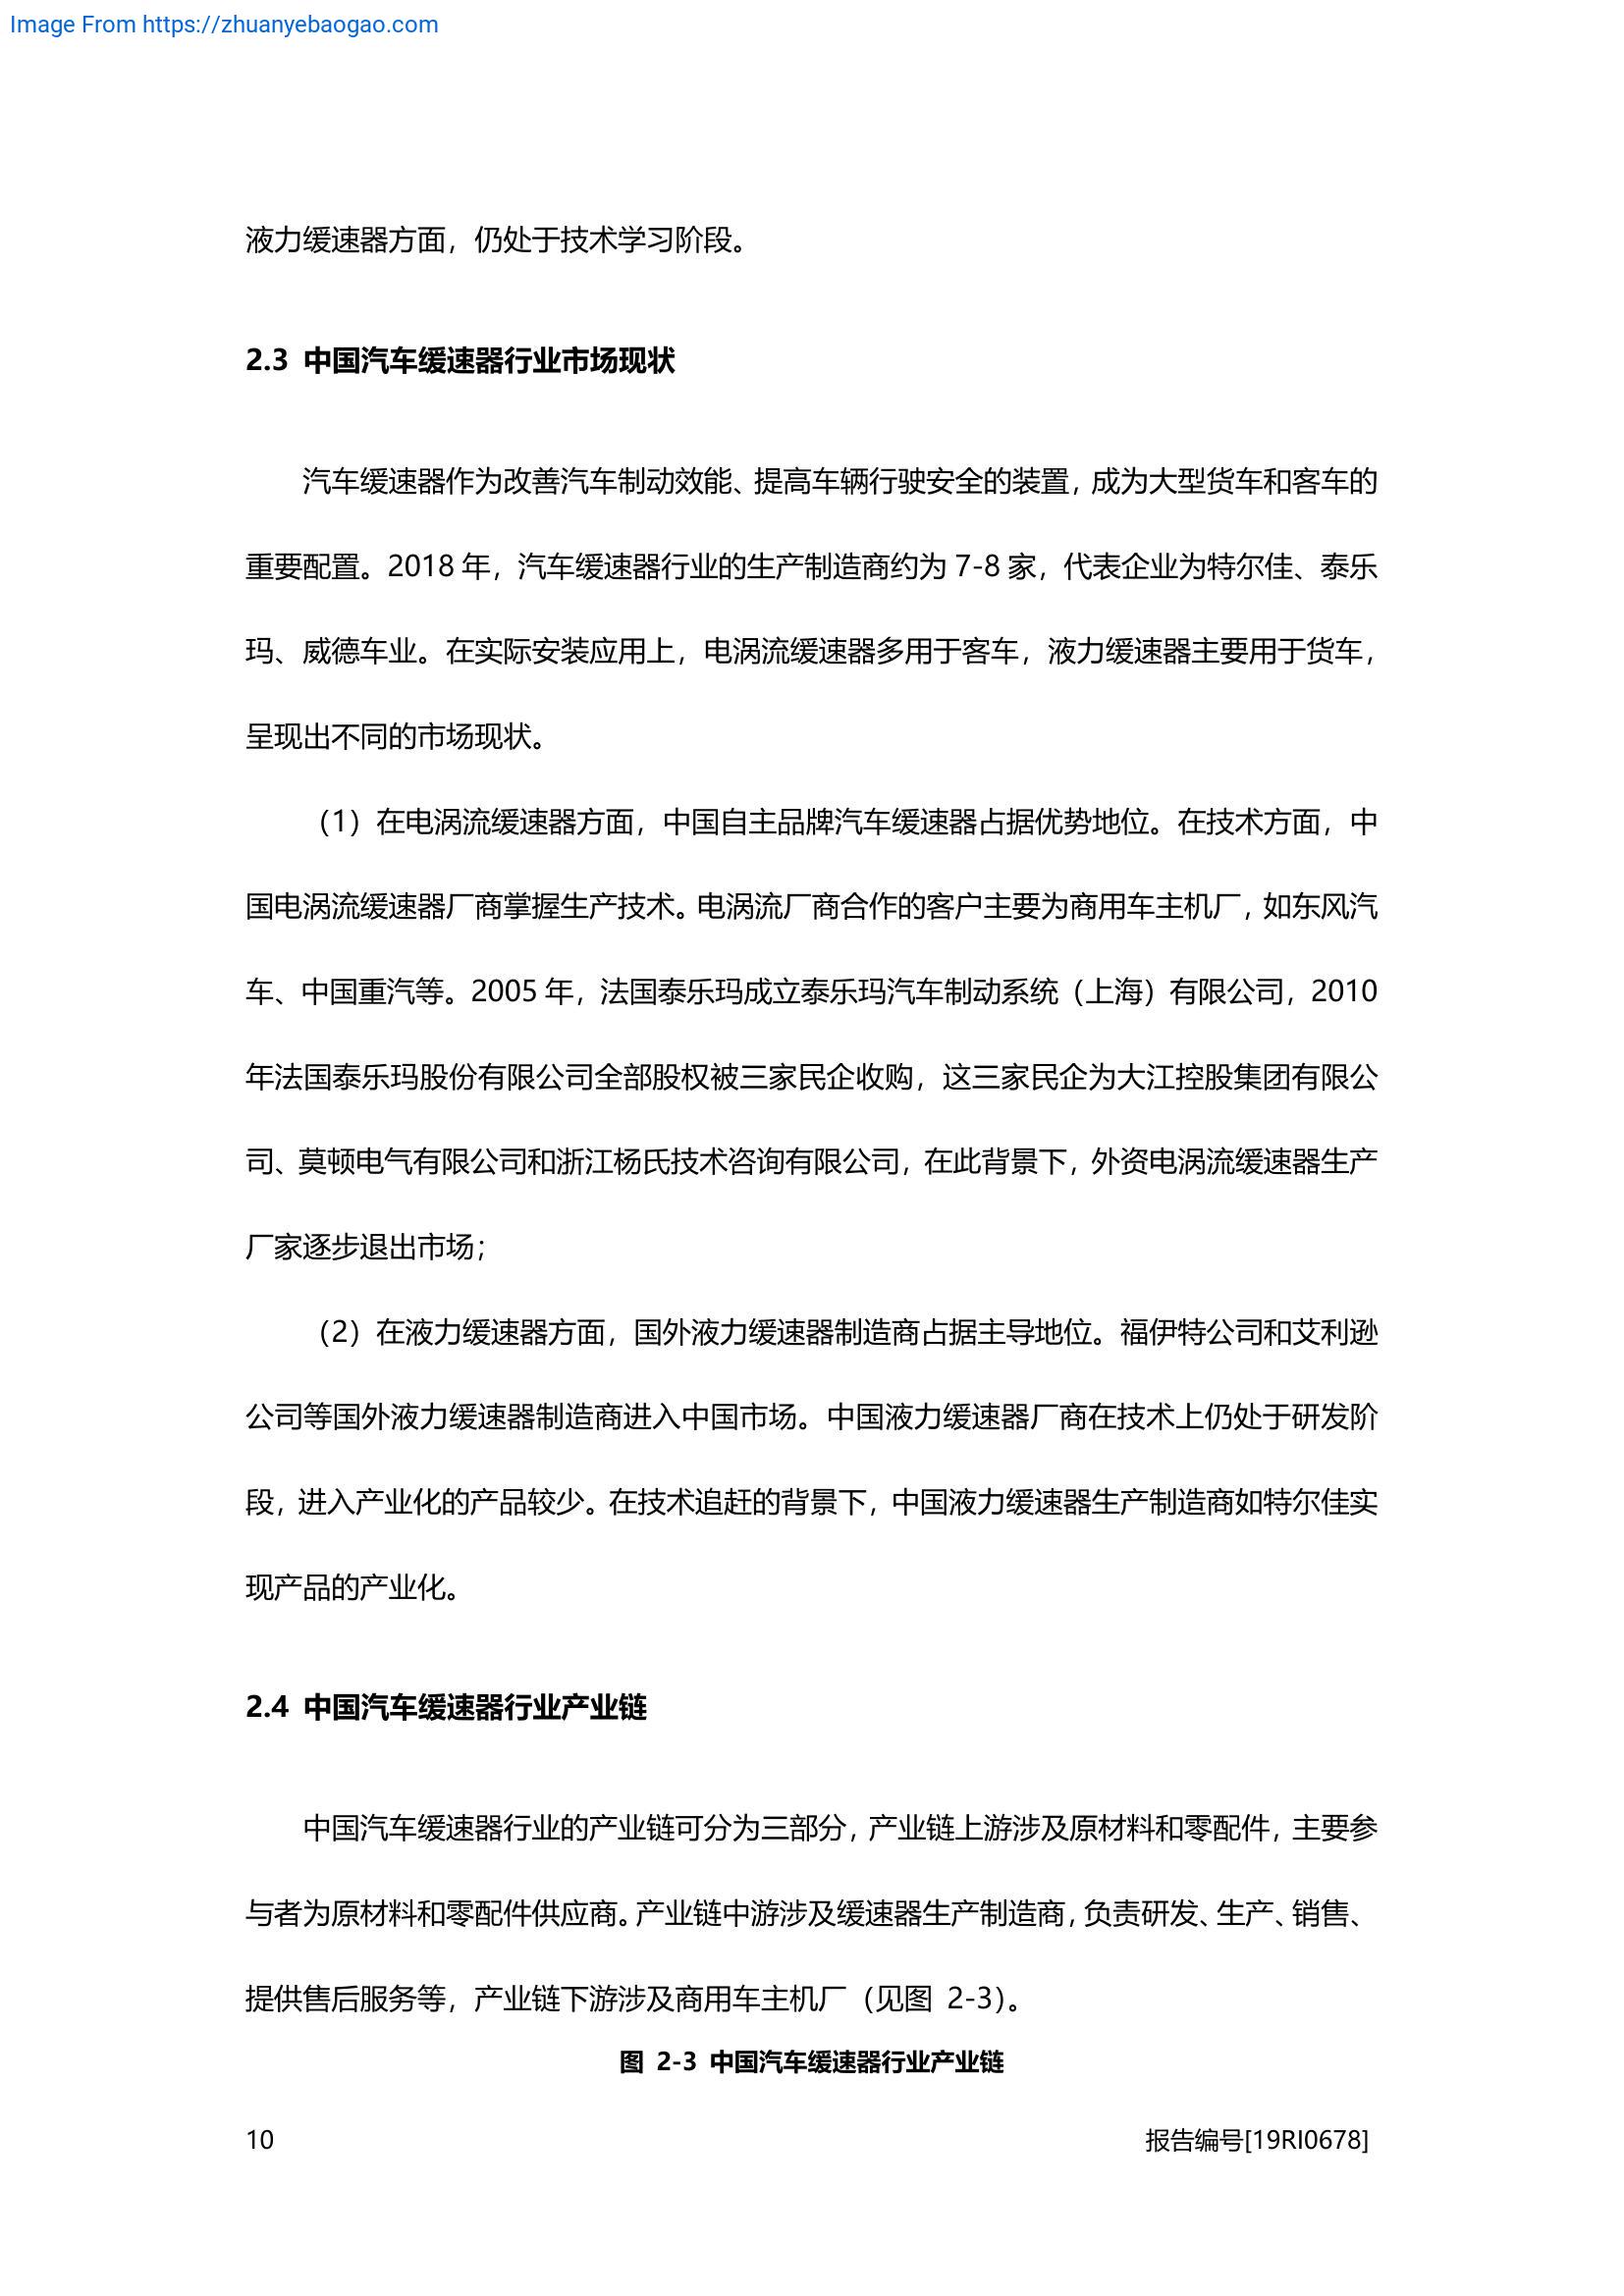 Image From https://zhuanyebaogao.com
液力缓速器方面，仍处于技术学习阶段。
2.3 中国汽车缓速器行业市场现状
汽车缓速器作为改善汽车制动效能、提高车辆行驶安全的装置，成为大型货车和客车的
重要配置。2018 年，汽车缓速器行业的生产制造商约为 7-8 家，代表企业为特尔佳、泰乐
玛、威德车业。在实际安装应用上，电涡流缓速器多用于客车，液力缓速器主要用于货车，
呈现出不同的市场现状。
（1）在电涡流缓速器方面，中国自主品牌汽车缓速器占据优势地位。在技术方面，中
国电涡流缓速器厂商掌握生产技术。电涡流厂商合作的客户主要为商用车主机厂，如东风汽
车、中国重汽等。2005 年，法国泰乐玛成立泰乐玛汽车制动系统（上海）有限公司，2010
年法国泰乐玛股份有限公司全部股权被三家民企收购，这三家民企为大江控股集团有限公
司、莫顿电气有限公司和浙江杨氏技术咨询有限公司，在此背景下，外资电涡流缓速器生产
厂家逐步退出市场；
（2）在液力缓速器方面，国外液力缓速器制造商占据主导地位。福伊特公司和艾利逊
公司等国外液力缓速器制造商进入中国市场。中国液力缓速器厂商在技术上仍处于研发阶
段，进入产业化的产品较少。在技术追赶的背景下，中国液力缓速器生产制造商如特尔佳实
现产品的产业化。
2.4 中国汽车缓速器行业产业链
中国汽车缓速器行业的产业链可分为三部分，产业链上游涉及原材料和零配件，主要参
与者为原材料和零配件供应商。产业链中游涉及缓速器生产制造商，负责研发、生产、销售、
提供售后服务等，产业链下游涉及商用车主机厂（见图 2-3）。
图 2-3 中国汽车缓速器行业产业链
10
报告编号[19RI0678]